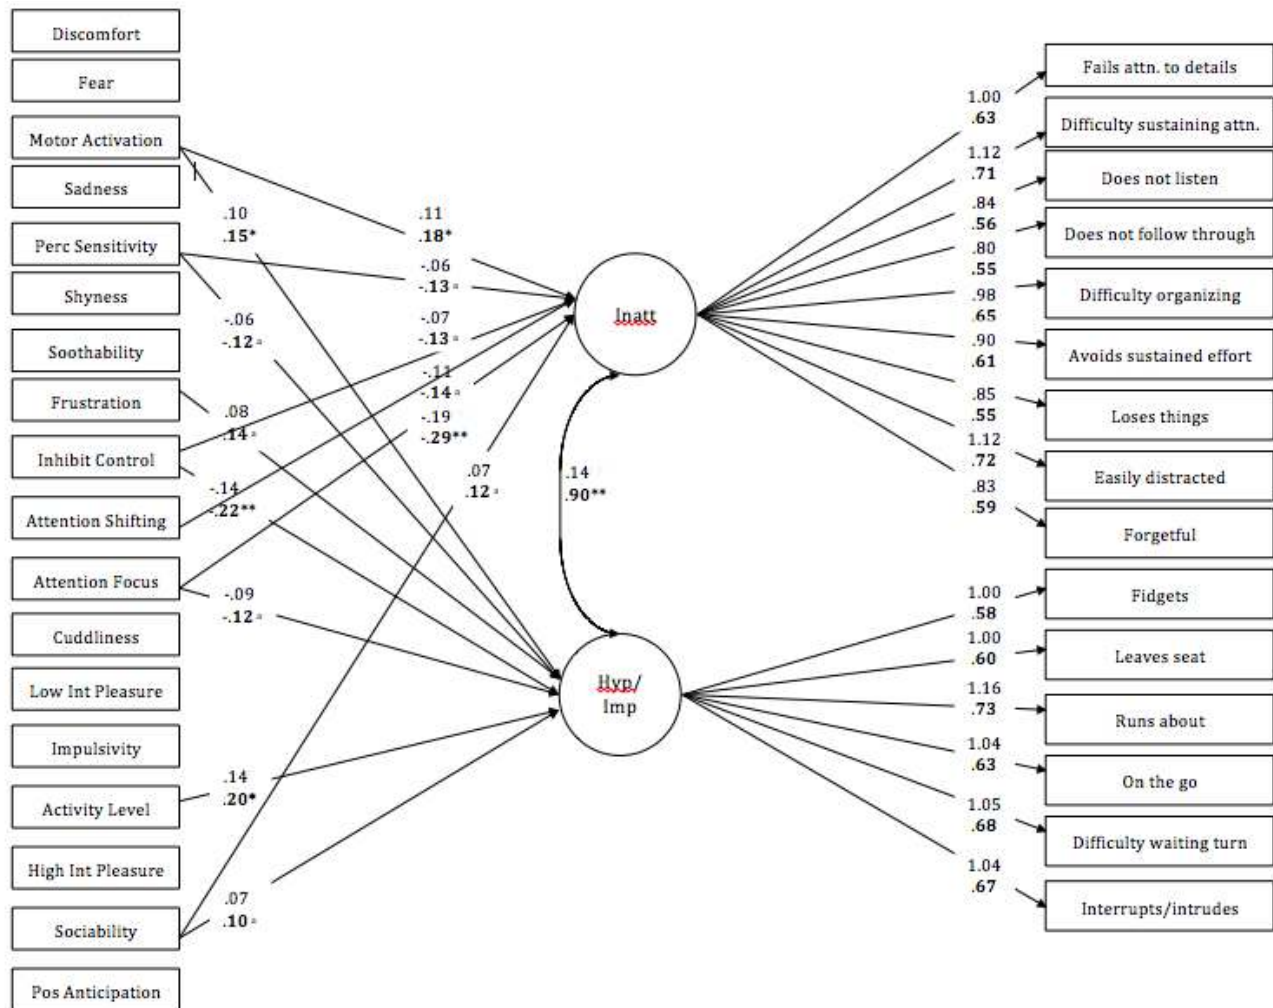 Discomfort
Fear
Motor Activation
Sadness
Perc Sensitivity
Shyness
Soothability
Frustration
Inhibit Control
Attention Shifting
Attention Focus
Cuddliness
Low Int Pleasure
Impulsivity
Activity Level
High Int Pleasure
Sociability
Pos Anticipation
.10
.15*
-.06
-.12 a
.08
.14 a
-.14
-.22**
-.09
-.12 a
.14
.20*
.07
.10 a
.11
.18*
-.06
-.13 a
-.07
-.13 a
-.11
-.14 a
-.19
-.29**
.07
.12 a
.14
.90**
Inatt
Hyp/
Imp
1.00
.63
1.12
.71
.84
.56
.80
.55
.98
.65
.90
.61
.85
.55
1.12
.72
.83
.59
1.00
.58
1.00
.60
1.16
.73
1.04
.63
1.05
.68
1.04
.67
Fails attn. to details
Difficulty sustaining attn.
Does not listen
Does not follow through
Difficulty organizing
Avoids sustained effort
Loses things
Easily distracted
Forgetful
Fidgets
Leaves seat
Runs about
On the go
Difficulty waiting turn
Interrupts/intrudes